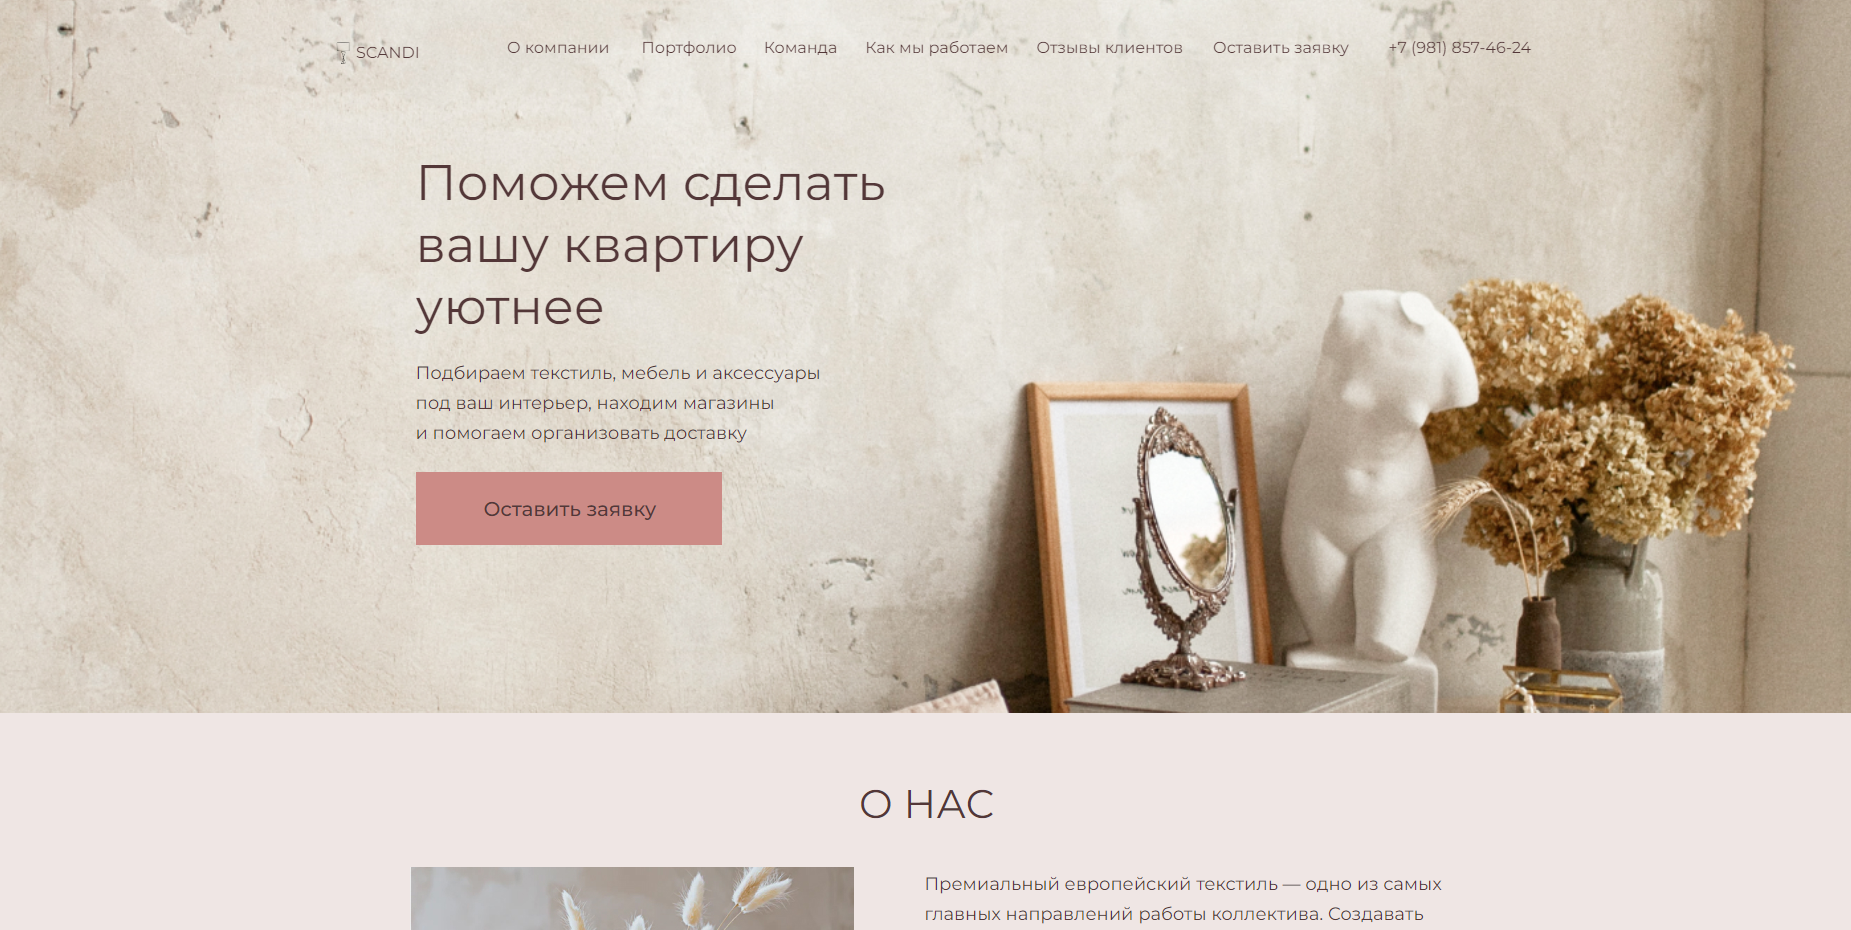 SCANDI
О компании
Портфолио
Команда
Как мы работаем
Отзывы клиентов
Оставить заявку
+7 (981) 857-46-24
Поможем сделать
вашу квартиру
уютнее
Подбираем текстиль, мебель и аксессуары
под ваш интерьер, находим магазины
и помогаем организовать доставку
Оставить заявку
О НАС
Премиальный европейский текстиль — одно из самых
главных направлений работы коллектива. Создавать